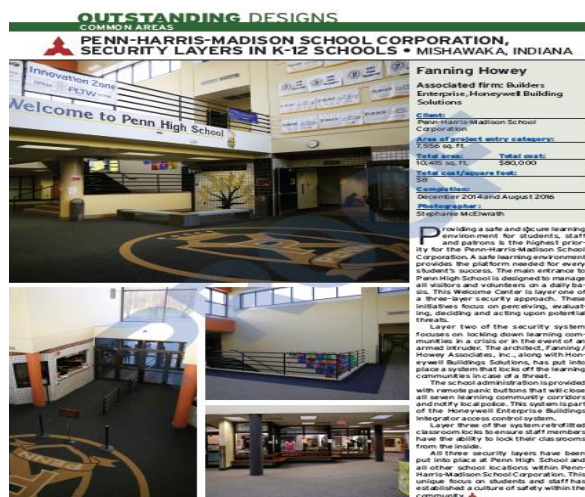 OUTSTANDING DESIGNS
COMMON AREAS
PENN-HARRIS-MADISON SCHOOL CORPORATION,
SECURITY LAYERS IN K-12 SCHOOLS • MISHAWAKA, INDIANA
Innovation Zone
PLTW
Welcome to Penn High School
Fanning Howey
Associated firm: Builders
Enterprise, Honeywell Building
Solutions
Client:
Penn-Harris-Madison School
Corporation
Area of project entry category:
7,556 sq. ft.
Total area: Total cost:
10,415 sq. ft. $80,000
Total cost/square foot:
$8
Completion:
December 2014and August 2016
Photographer:
Stephanie McElwrath
Providing a safe and secure learning
environment for students, staff
and patrons is the highest prior-
ity for the Penn-Harris-Madison School
Corporation. A safe learning environment
provides the platform needed for every
student's success. The main entrance to
Penn High School is designed to manage
all visitors and students on a daily ba-
sis. This Welcome Center is layer one of
a three-layer security approach. These
initiatives focus on perceiving, evaluat-
ing, deciding and acting upon potential
threats.
Layer two of the security system
focuses on locking down learning com-
munities in a crisis or in the event of an
armed intruder. The architect, Fanning/
Howey Associates, Inc., along with Hon-
eywell Buildings Solutions, has put into
place a system that locks off the learning
communities in case of a threat.
The school administration is provided
with remote panic buttons that will close
all seven learning community corridors
and notify local police. This system is part
of the Honeywell Enterprise Buildings
Integrator access control system.
Layer three of the system retrofitted
classroom locks to ensure staff members
have the ability to lock their classrooms
from the inside.
All three security layers have been
put into place at Penn High School and
all other school locations within Penn-
Harris-Madison School Corporation. This
unique focus on students and staff has
established a culture of safety within the
community.